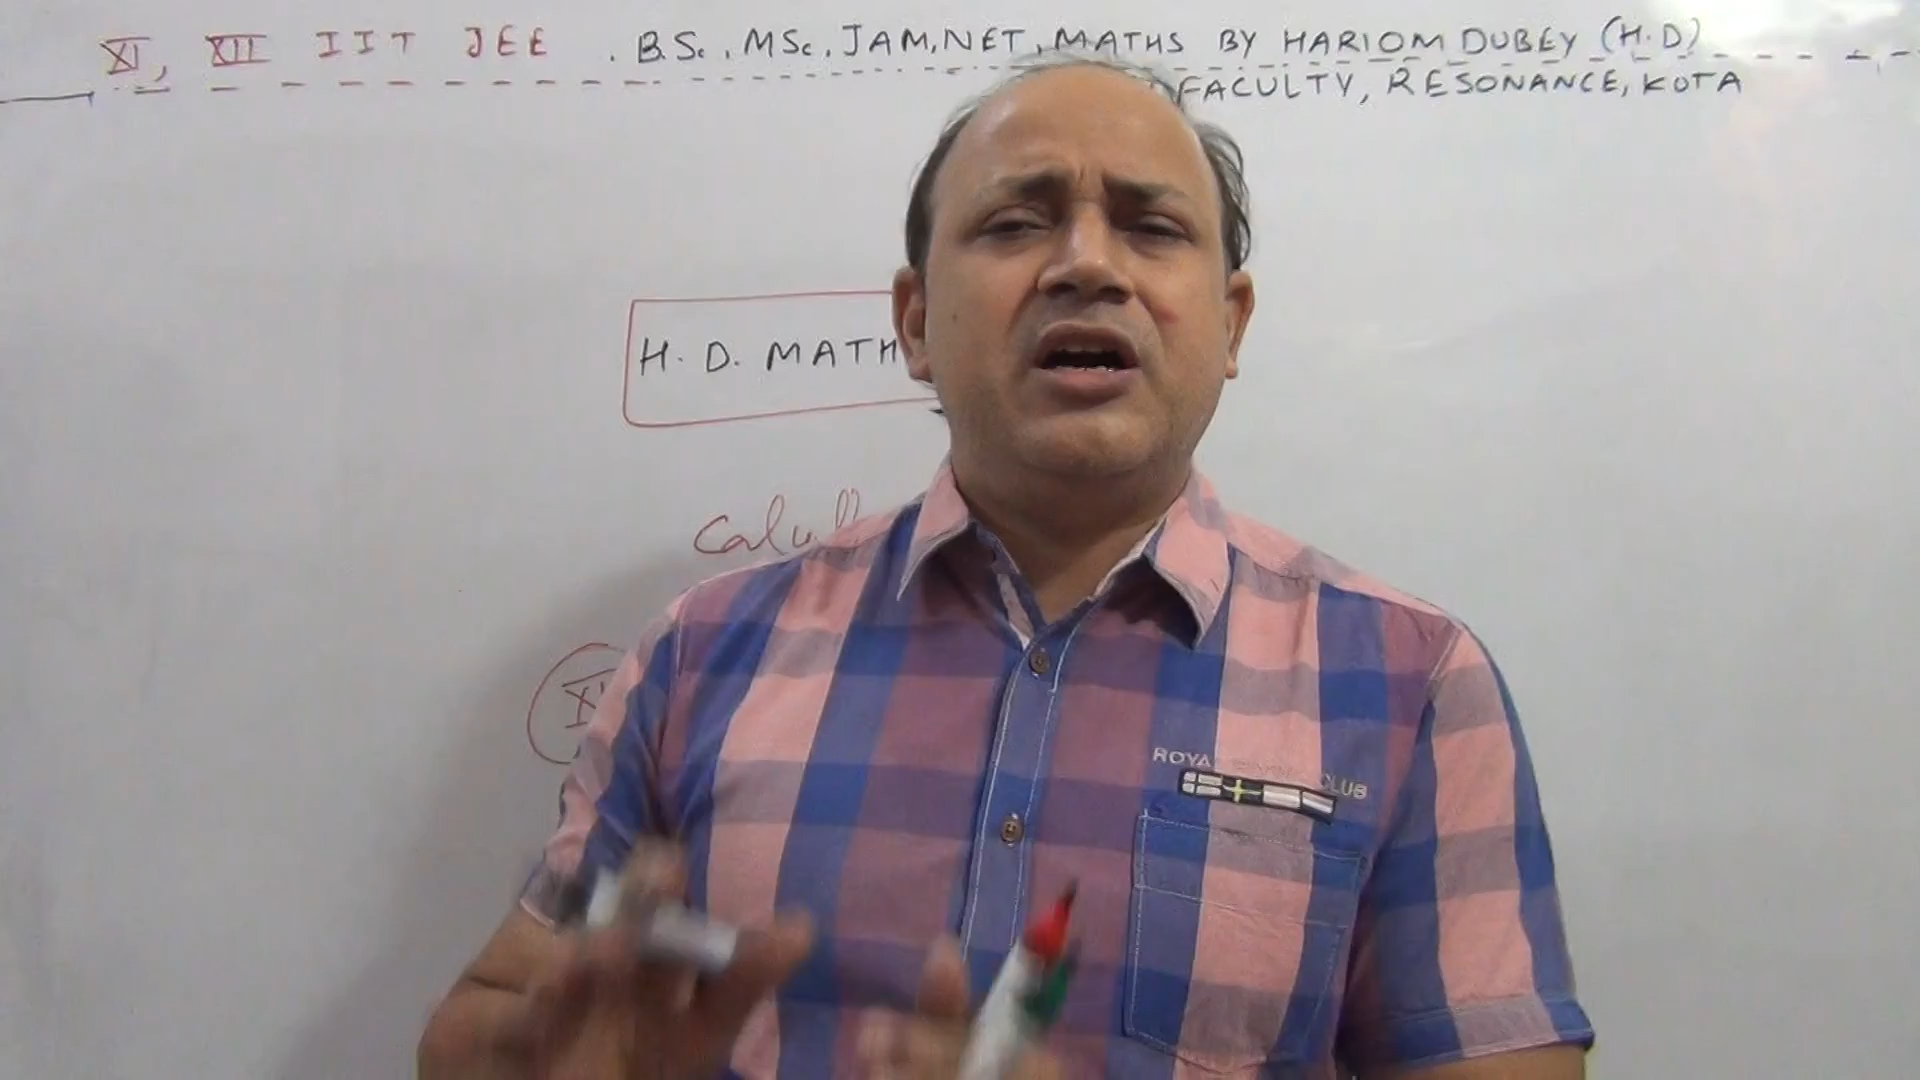 XI, XII IIT JEE . B.Sc, MSc, JAM, NET, MATHS BY HARIOM DUBEY (H.D)
FACULTY, RESONANCE, KOTA
H. D. MATH
ROYA CLUB